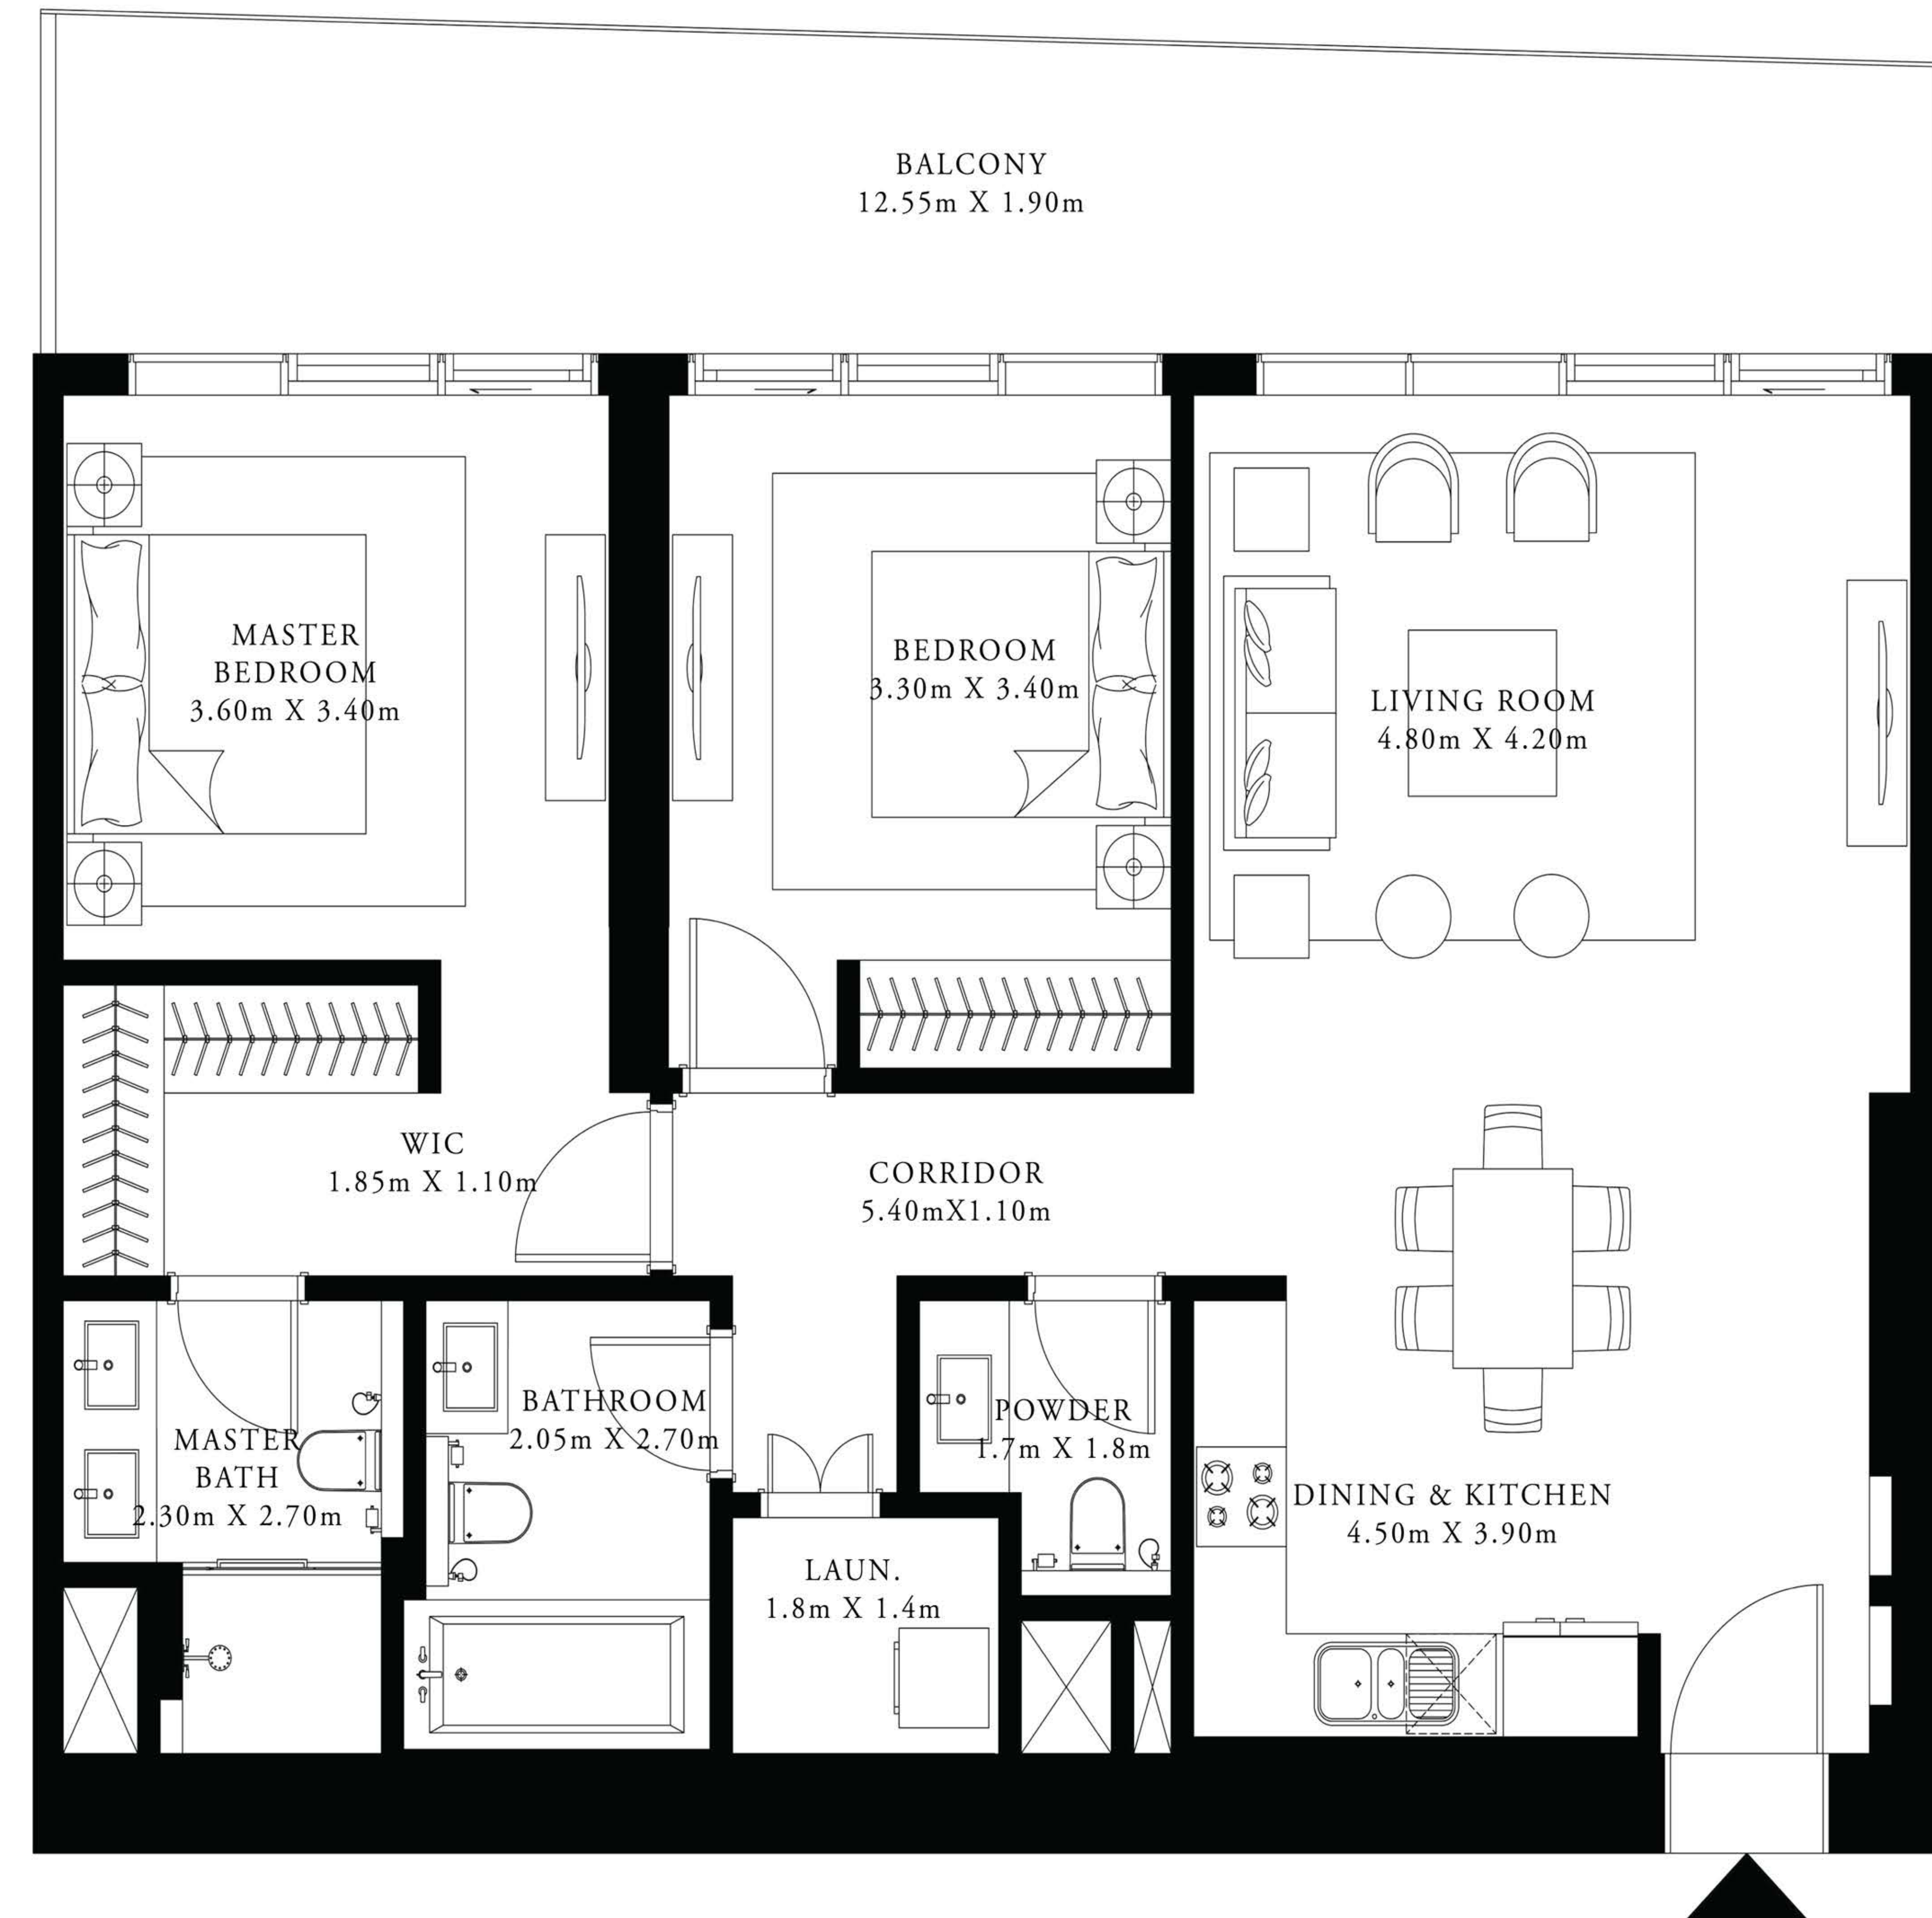 BALCONY
12.55m X 1.90m
MASTER
BEDROOM
3.60m X 3.40m
BEDROOM
3.30m X 3.40m
LIVING ROOM
4.80m X 4.20m
WIC
1.85m X 1.10m
CORRIDOR
5.40mX1.10m
MASTER
BATH
2.30m X 2.70m
BATHROOM
2.05m X 2.70m
POWDER
1.7m X 1.8m
LAUN.
1.8m X 1.4m
DINING & KITCHEN
4.50m X 3.90m